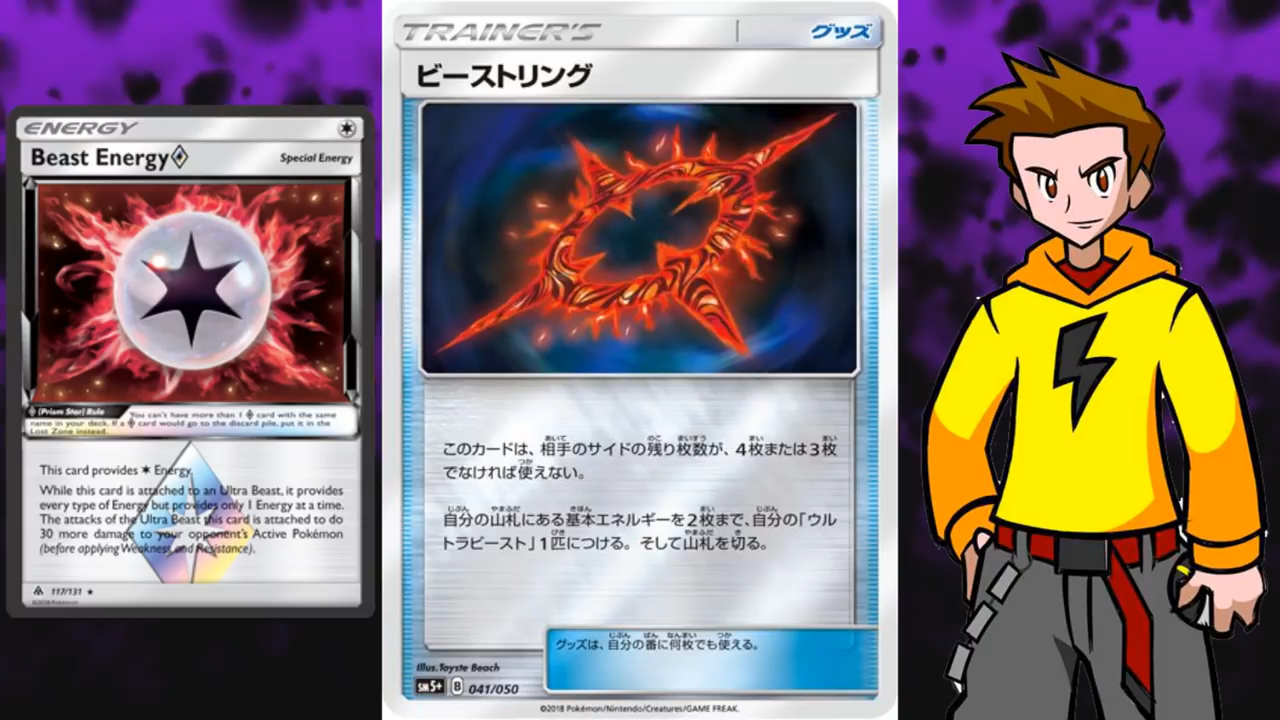 ENERGY
Beast Energy
Special Energy
(Prism Star) Rule
You can't have more than 1 card with the same
name in your deck. If a card would go to the discard pile, put it in the
Lost Zone instead.
This card provides Energy.
While this card is attached to an Ultra Beast, it provides
every type of Energy but provides only 1 Energy at a time.
The attacks of the Ultra Beast this card is attached to do
30 more damage to your opponent's Active Pokémon
(before applying Weakness and Resistance).
117/131
©2018 Pokémon
TRAINER'S
グッズ
ビーストリング
このカードは、相手のサイドの残り枚数が、4枚または3枚
でなければ使えない。
自分の山札にある基本エネルギーを2枚まで、自分の「ウル
トラビースト」1匹につける。そして山札を切る。
グッズは、自分の番に何枚でも使える。
Illus.Toyste Beach
SM5+ B 041/050
©2018 Pokémon/Nintendo/Creatures/GAME FREAK.